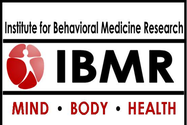 Institute for Behavioral Medicine Research
IBMR
MIND • BODY • HEALTH